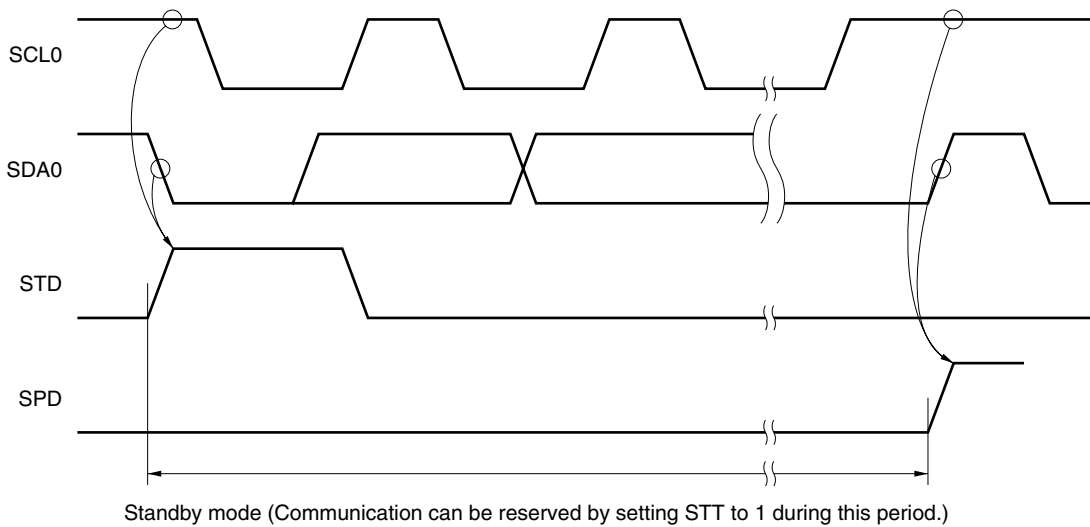 SCL0
SDA0
STD
SPD
Standby mode (Communication can be reserved by setting STT to 1 during this period.)